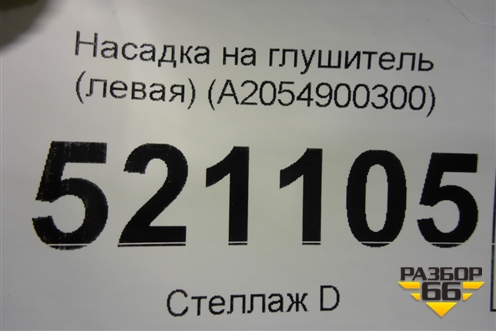 Насадка на глушитель
(левая) (A2054900300)
521105
Стеллаж D
РАЗБОР
66